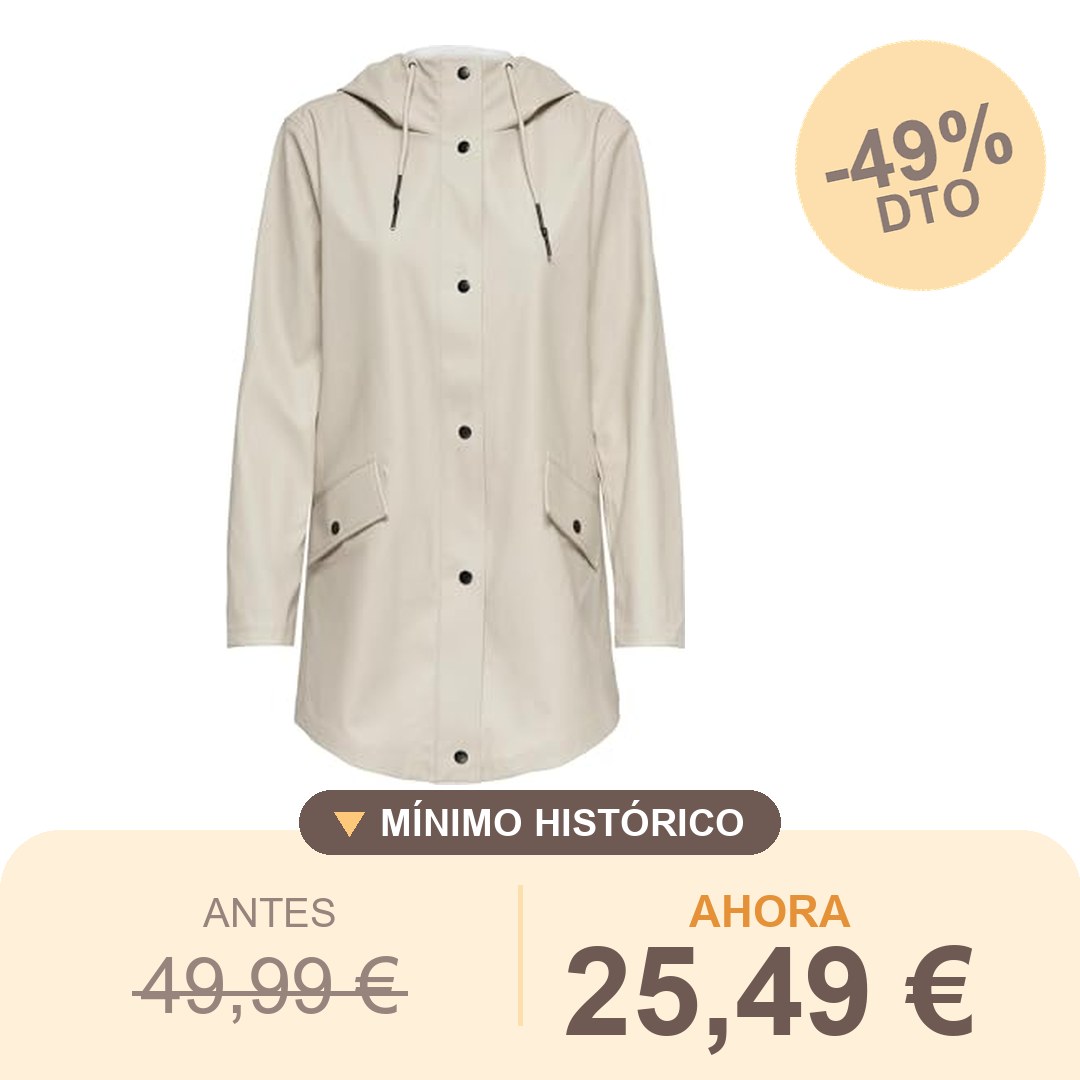 -49%
DTO
MÍNIMO HISTÓRICO
ANTES
49,99 €
AHORA
25,49 €